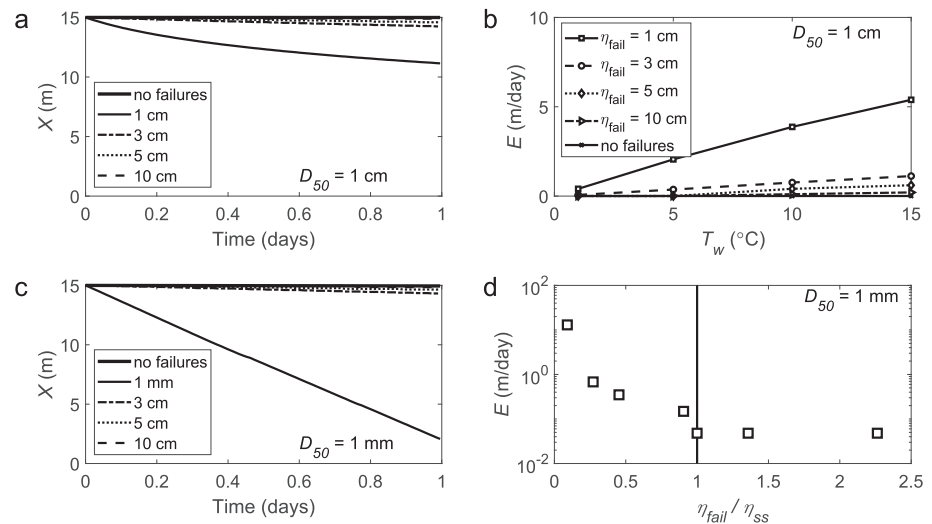 a
15
10
5
0
X (m)
no failures
1 cm
3 cm
5 cm
10 cm
D50 = 1 cm
0 0.2 0.4 0.6 0.8 1
Time (days)
b
10
5
0
E (m/day)
ηfail = 1 cm
ηfail = 3 cm
ηfail = 5 cm
ηfail = 10 cm
no failures
D50 = 1 cm
5 10 15
Tw (°C)
c
15
10
5
0
X (m)
no failures
1 mm
3 cm
5 cm
10 cm
D50 = 1 mm
0 0.2 0.4 0.6 0.8 1
Time (days)
d
10²
10⁰
10⁻²
E (m/day)
D50 = 1 mm
0 0.5 1 1.5 2 2.5
ηfail / ηss